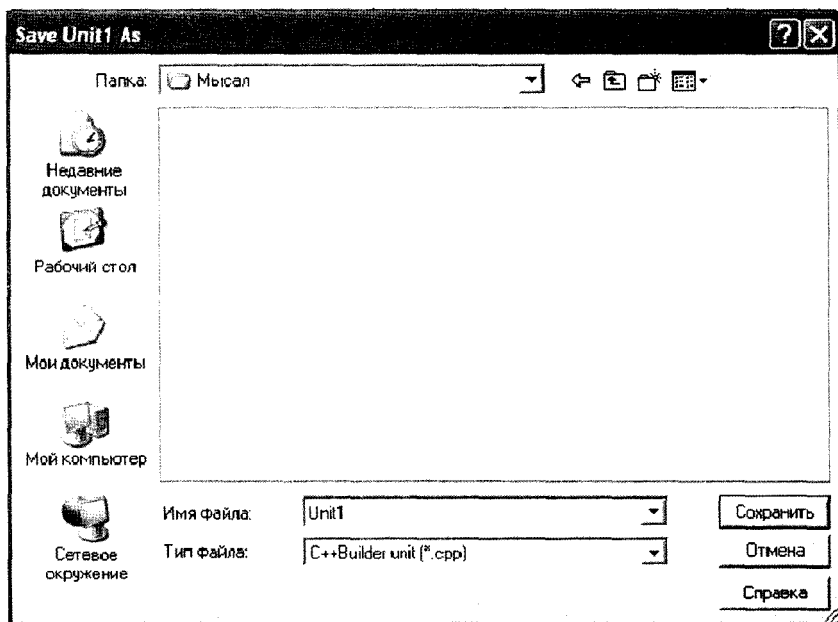 Save Unit1 As
Папка:
Мысал
Недавние
документы
Рабочий стол
Мои документы
Мой компьютер
Сетевое
окружение
Имя файла:
Unit1
Сохранить
Тип файла:
C++Builder unit (*.cpp)
Отмена
Справка